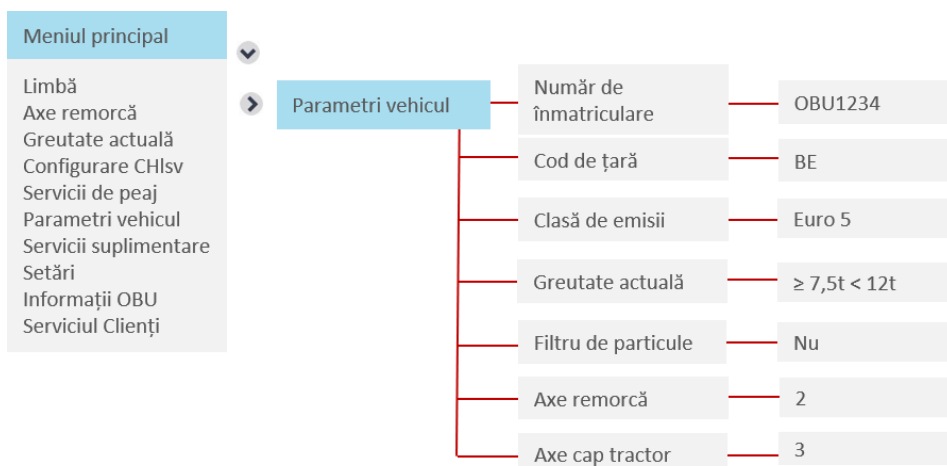 Meniul principal
Limbă
Axe remorcă
Greutate actuală
Configurare CHlsv
Servicii de peaj
Parametri vehicul
Servicii suplimentare
Setări
Informații OBU
Serviciul Clienți
Parametri vehicul
Număr de
înmatriculare
OBU1234
Cod de țară
BE
Clasă de emisii
Euro 5
Greutate actuală
≥ 7,5t < 12t
Filtru de particule
Nu
Axe remorcă
2
Axe cap tractor
3